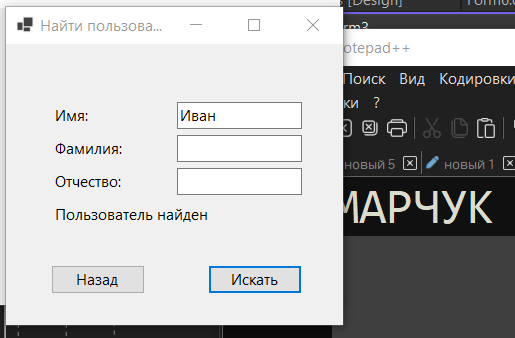 [Design]
Найти пользова...
otepad++
Поиск Вид Кодировки
ки ?
новый 5 новый 1
МАРЧУК
Имя: Иван
Фамилия:
Отчество:
Пользователь найден
Назад Искать